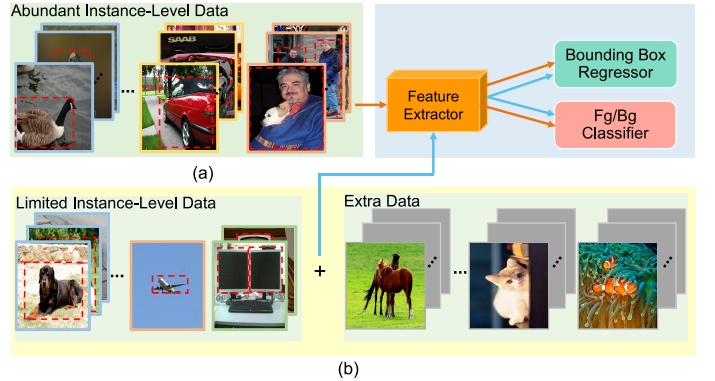 Abundant Instance-Level Data
SAAB
...
Feature
Extractor
Bounding Box
Regressor
Fg/Bg
Classifier
(a)
Limited Instance-Level Data
...
+
Extra Data
...
(b)